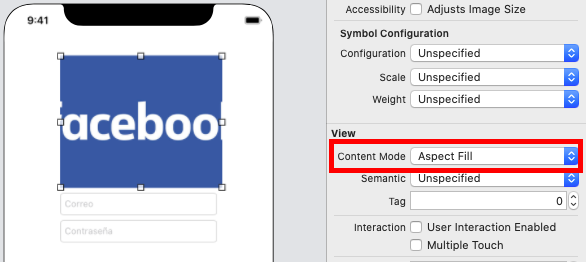 9:41
facebook
Correo
Contraseña
Accessibility Adjusts Image Size
Symbol Configuration
Configuration Unspecified
Scale Unspecified
Weight Unspecified
View
Content Mode Aspect Fill
Semantic Unspecified
Tag 0
Interaction User Interaction Enabled
Multiple Touch